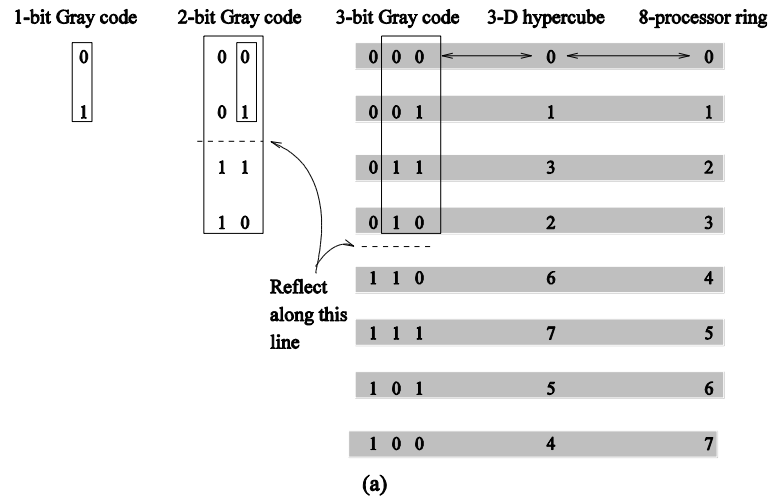 1-bit Gray code 2-bit Gray code 3-bit Gray code 3-D hypercube 8-processor ring
0 0 0 0 0 0 0 0
1 0 1 0 0 1 1 1
1 1 0 1 1 3 2
1 0 0 1 0 2 3
1 1 0 6 4
Reflect
along this
line
1 1 1 7 5
1 0 1 5 6
1 0 0 4 7
(a)